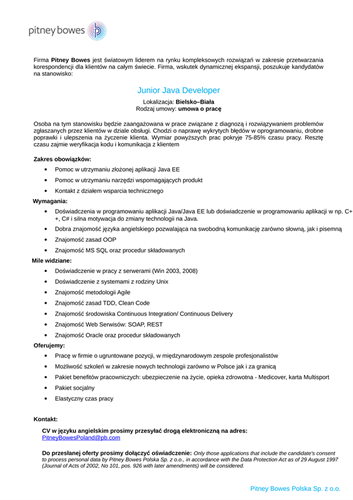 pitney bowes
Firma Pitney Bowes jest światowym liderem na rynku kompleksowych rozwiązań w zakresie przetwarzania
korespondencji dla klientów na całym świecie. Firma, wskutek dynamicznej ekspansji, poszukuje kandydatów
na stanowisko:
Junior Java Developer
Lokalizacja: Bielsko–Biała
Rodzaj umowy: umowa o pracę
Osoba na tym stanowisku będzie zaangażowana w prace związane z diagnozą i rozwiązywaniem problemów
zgłaszanych przez klientów w dziale obsługi. Chodzi o naprawę wykrytych błędów w oprogramowaniu, drobne
poprawki i ulepszenia na życzenie klienta. Wymiar powyższych prac pokryje 75-85% czasu pracy. Resztę
czasu zajmie weryfikacja kodu i komunikacja z klientem
Zakres obowiązków:
• Pomoc w utrzymaniu złożonej aplikacji Java EE
• Pomoc w utrzymaniu narzędzi wspomagających produkt
• Kontakt z działem wsparcia technicznego
Wymagania:
• Doświadczenia w programowaniu aplikacji Java/Java EE lub doświadczenie w programowaniu aplikacji w np. C+
+, C# i silna motywacja do zmiany technologii na Java.
• Dobra znajomość języka angielskiego pozwalająca na swobodną komunikację zarówno słowną, jak i pisemną
• Znajomość zasad OOP
• Znajomość MS SQL oraz procedur składowanych
Mile widziane:
• Doświadczenie w pracy z serwerami (Win 2003, 2008)
• Doświadczenie z systemami z rodziny Unix
• Znajomość metodologii Agile
• Znajomość zasad TDD, Clean Code
• Znajomość środowiska Continuous Integration/ Continuous Delivery
• Znajomość Web Serwisów: SOAP, REST
• Znajomość Oracle oraz procedur składowanych
Oferujemy:
• Pracę w firmie o ugruntowanej pozycji, w międzynarodowym zespole profesjonalistów
• Możliwość szkoleń w zakresie nowych technologii zarówno w Polsce jak i za granicą
• Pakiet benefitów pracowniczych: ubezpieczenie na życie, opieka zdrowotna - Medicover, karta Multisport
• Pakiet socjalny
• Elastyczny czas pracy
Kontakt:
CV w języku angielskim prosimy przesyłać drogą elektroniczną na adres:
PitneyBowesPoland@pb.com
Do przesłanej oferty prosimy dołączyć oświadczenie: Only those applications that include the candidate's consent
to process personal data by Pitney Bowes Polska Sp. z o.o., in accordance with the Data Protection Act as of 29 August 1997
(Journal of Acts of 2002; No 101, pos. 926 with later amendments) will be considered.
Pitney Bowes Polska Sp. z o.o.